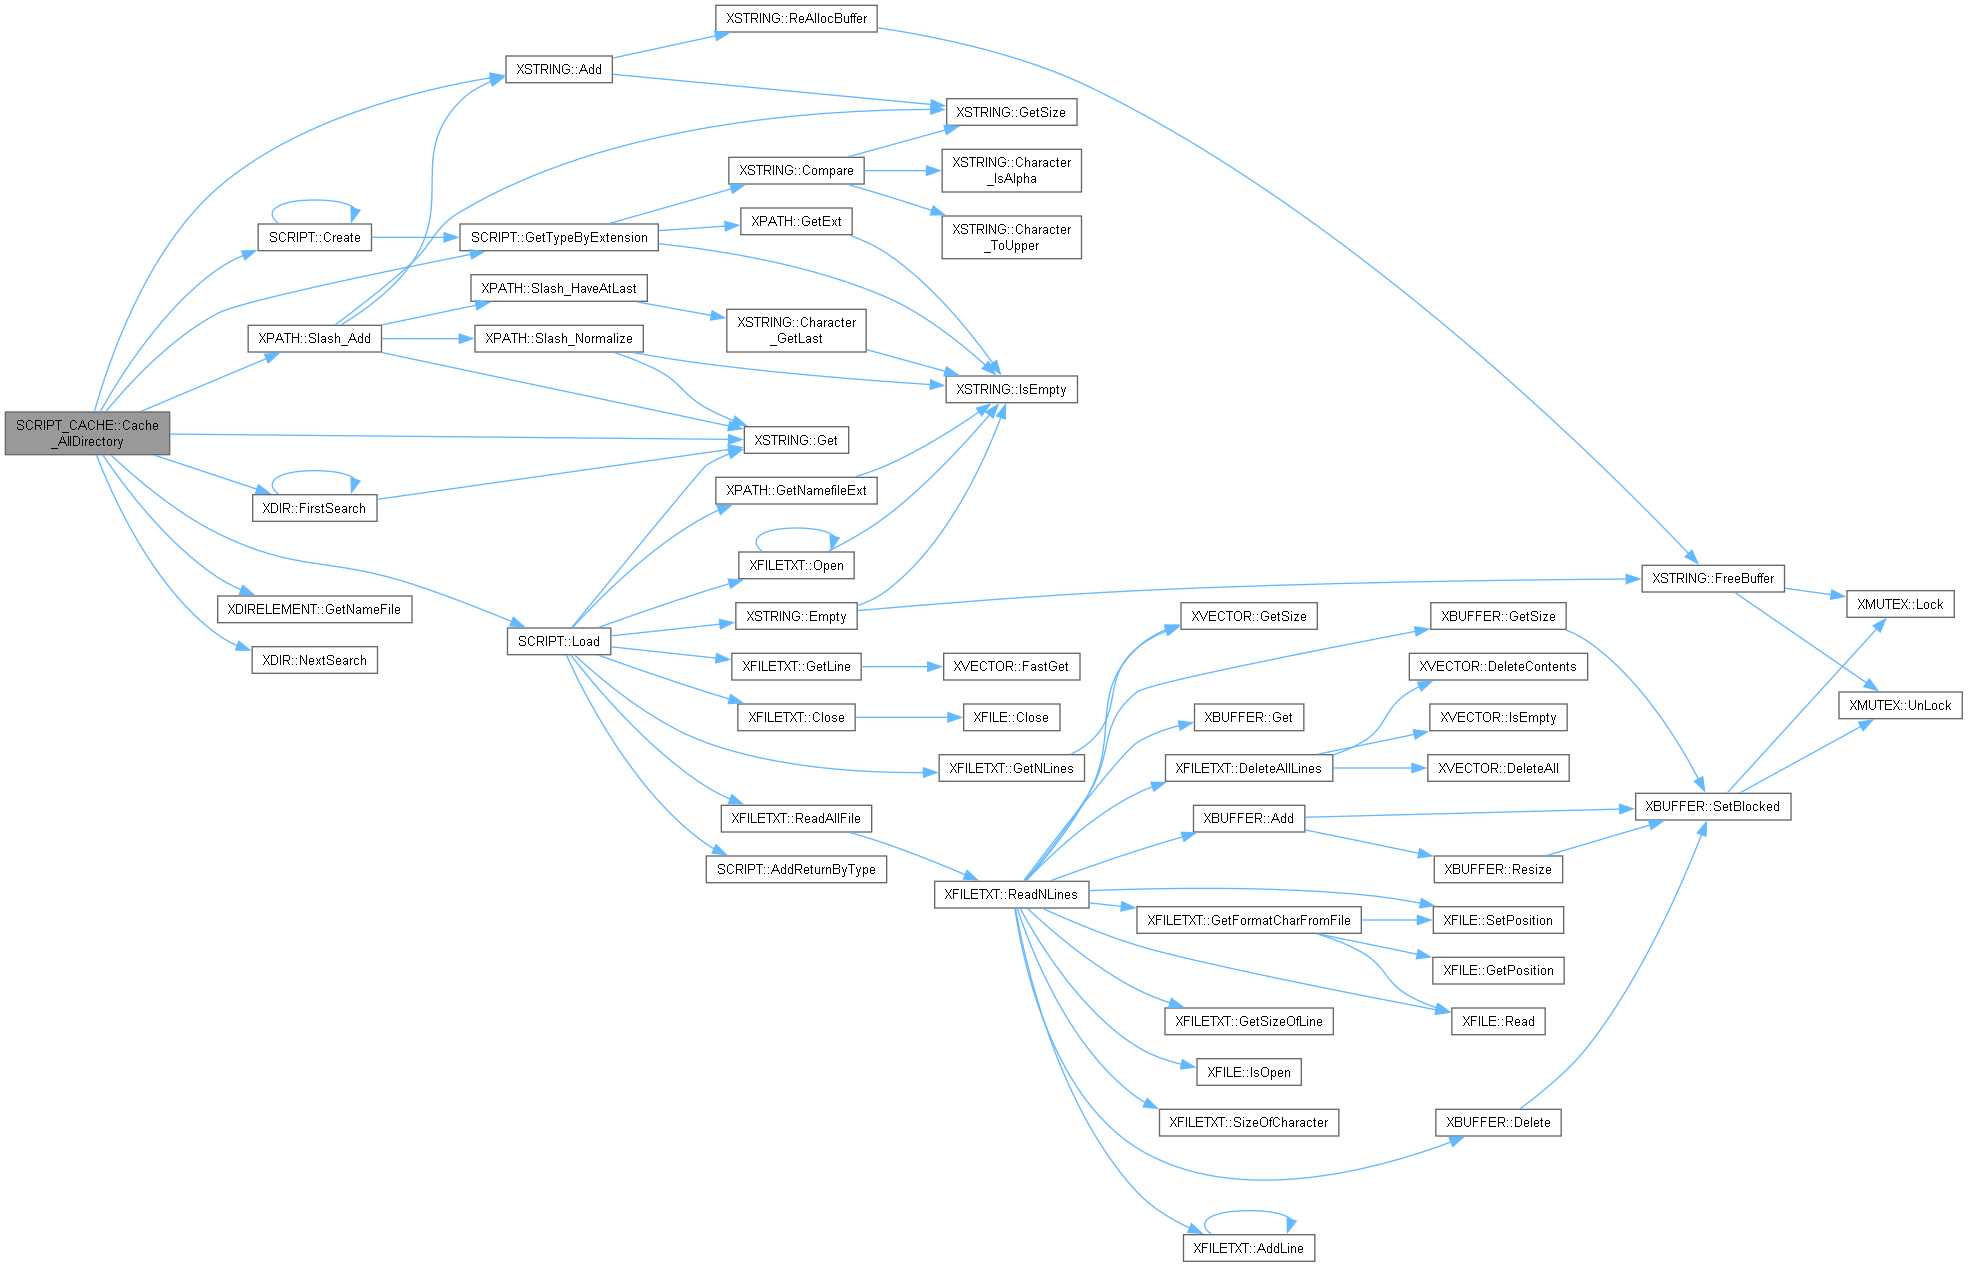 XSTRING::ReAllocBuffer
XSTRING::Add
XSTRING::GetSize
XSTRING::Compare
XSTRING::Character
_IsAlpha
XPATH::GetExt
XSTRING::Character
_ToUpper
SCRIPT::Create
SCRIPT::GetTypeByExtension
XPATH::Slash_HaveAtLast
XSTRING::Character
_GetLast
XPATH::Slash_Add
XPATH::Slash_Normalize
XSTRING::IsEmpty
SCRIPT_CACHE::Cache
_AllDirectory
XSTRING::Get
XPATH::GetNamefileExt
XDIR::FirstSearch
XFILETXT::Open
XSTRING::FreeBuffer
XDIRELEMENT::GetNameFile
XSTRING::Empty
XVECTOR::GetSize
XBUFFER::GetSize
XMUTEX::Lock
SCRIPT::Load
XDIR::NextSearch
XFILETXT::GetLine
XVECTOR::FastGet
XVECTOR::DeleteContents
XMUTEX::UnLock
XFILETXT::Close
XFILE::Close
XBUFFER::Get
XVECTOR::IsEmpty
XFILETXT::GetNLines
XFILETXT::DeleteAllLines
XVECTOR::DeleteAll
XBUFFER::SetBlocked
XFILETXT::ReadAllFile
XBUFFER::Add
SCRIPT::AddReturnByType
XBUFFER::Resize
XFILETXT::ReadNLines
XFILETXT::GetFormatCharFromFile
XFILE::SetPosition
XFILE::GetPosition
XFILETXT::GetSizeOfLine
XFILE::Read
XFILE::IsOpen
XFILETXT::SizeOfCharacter
XBUFFER::Delete
XFILETXT::AddLine